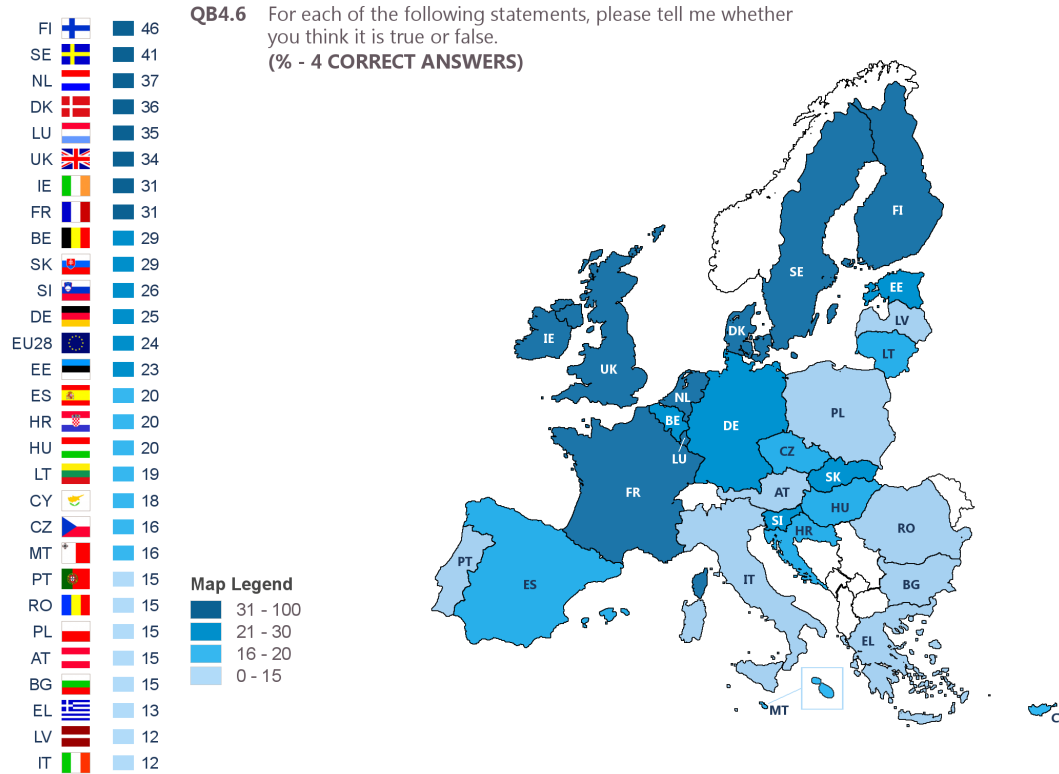 QB4.6 For each of the following statements, please tell me whether
you think it is true or false.
(% - 4 CORRECT ANSWERS)
FI 46
SE 41
NL 37
DK 36
LU 35
UK 34
IE 31
FR 31
BE 29
SK 29
SI 26
DE 25
EU28 24
EE 23
ES 20
HR 20
HU 20
LT 19
CY 18
CZ 16
MT 16
PT 15
RO 15
PL 15
AT 15
BG 15
EL 13
LV 12
IT 12
Map Legend
31 - 100
21 - 30
16 - 20
0 - 15
FI
SE
EE
LV
DK
IE
LT
UK
NL
PL
BE
DE
CZ
LU
SK
FR
AT
HU
SI
RO
HR
PT
IT
ES
BG
EL
MT
C